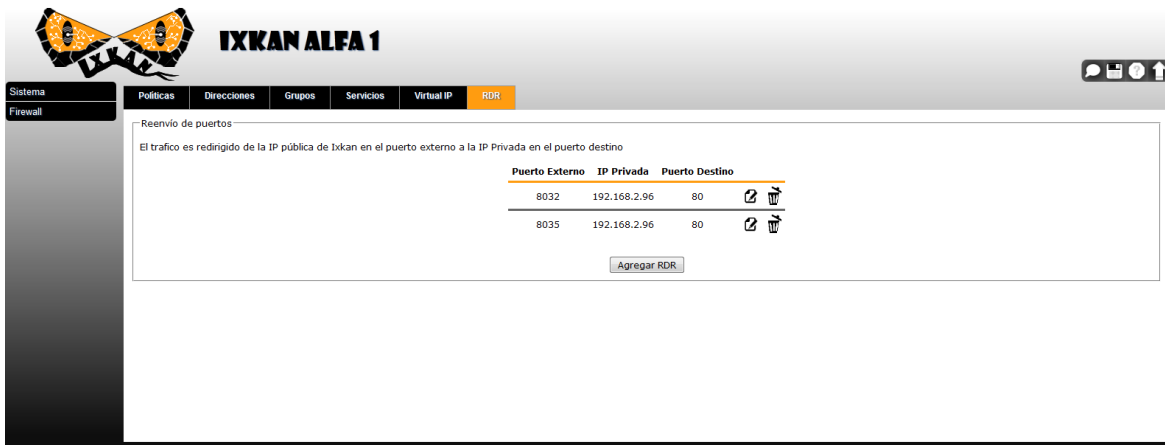 IXKAN
IXKAN ALFA 1
Sistema
Firewall
Políticas Direcciones Grupos Servicios Virtual IP RDR
Reenvío de puertos
El trafico es redirigido de la IP pública de Ixkan en el puerto externo a la IP Privada en el puerto destino
Puerto Externo IP Privada Puerto Destino
8032 192.168.2.96 80
8035 192.168.2.96 80
Agregar RDR